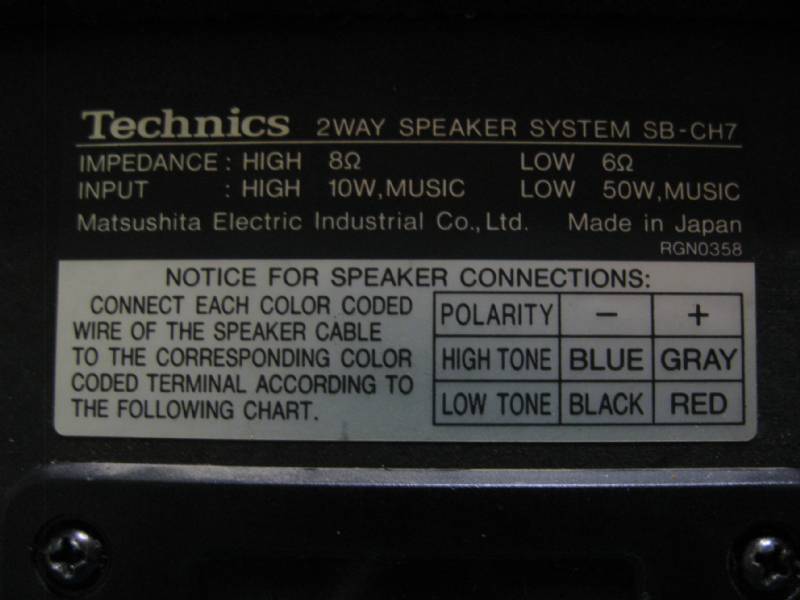 Technics 2WAY SPEAKER SYSTEM SB-CH7
IMPEDANCE : HIGH 8Ω LOW 6Ω
INPUT : HIGH 10W,MUSIC LOW 50W,MUSIC
Matsushita Electric Industrial Co.,Ltd. Made in Japan
RGN0358
NOTICE FOR SPEAKER CONNECTIONS:
CONNECT EACH COLOR CODED
WIRE OF THE SPEAKER CABLE
TO THE CORRESPONDING COLOR
CODED TERMINAL ACCORDING TO
THE FOLLOWING CHART.
POLARITY − +
HIGH TONE BLUE GRAY
LOW TONE BLACK RED